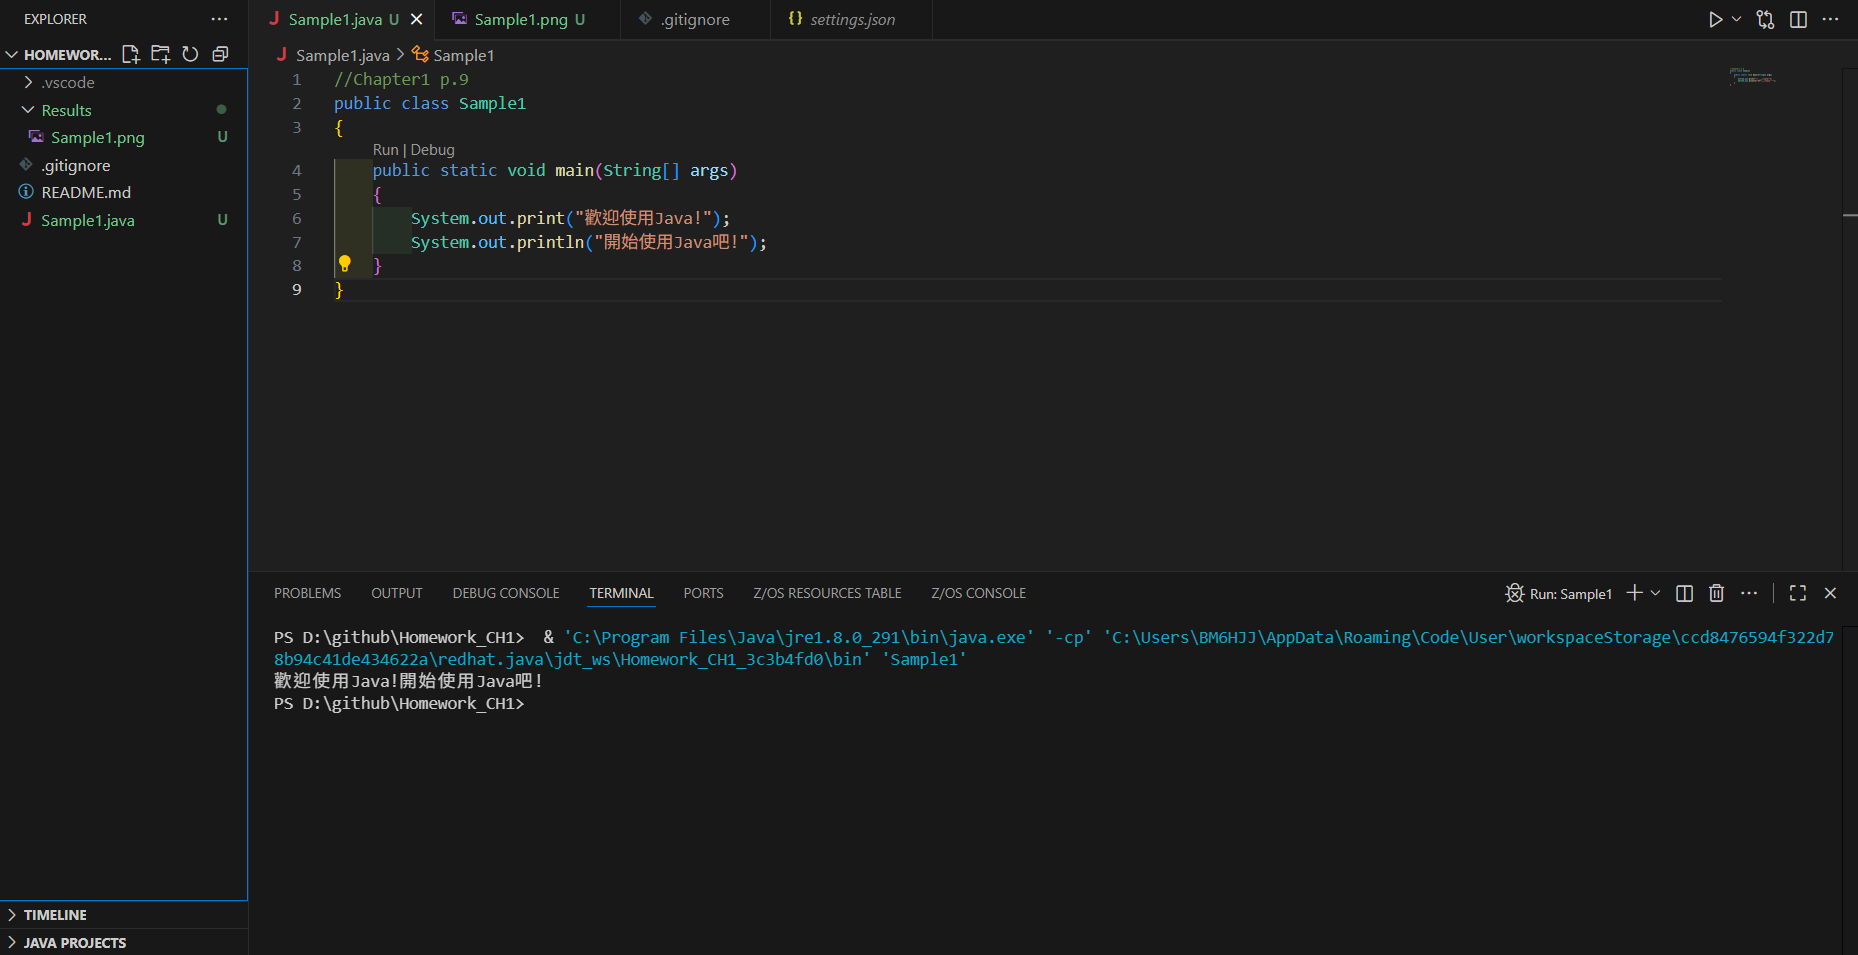 EXPLORER
HOMEWOR...
.vscode
Results
Sample1.png U
.gitignore
README.md
Sample1.java U
TIMELINE
JAVA PROJECTS
Sample1.java U
Sample1.png U
.gitignore
{} settings.json
Sample1.java > Sample1
1 //Chapter1 p.9
2 public class Sample1
3 {
Run | Debug
4 public static void main(String[] args)
5 {
6 System.out.print("歡迎使用Java!");
7 System.out.println("開始使用Java吧!");
8 }
9 }
PROBLEMS OUTPUT DEBUG CONSOLE TERMINAL PORTS Z/OS RESOURCES TABLE Z/OS CONSOLE
Run: Sample1
PS D:\github\Homework_CH1>  & 'C:\Program Files\Java\jre1.8.0_291\bin\java.exe' '-cp' 'C:\Users\BM6HJJ\AppData\Roaming\Code\User\workspaceStorage\ccd8476594f322d7
8b94c41de434622a\redhat.java\jdt_ws\Homework_CH1_3c3b4fd0\bin' 'Sample1'
歡迎使用Java!開始使用Java吧!
PS D:\github\Homework_CH1>